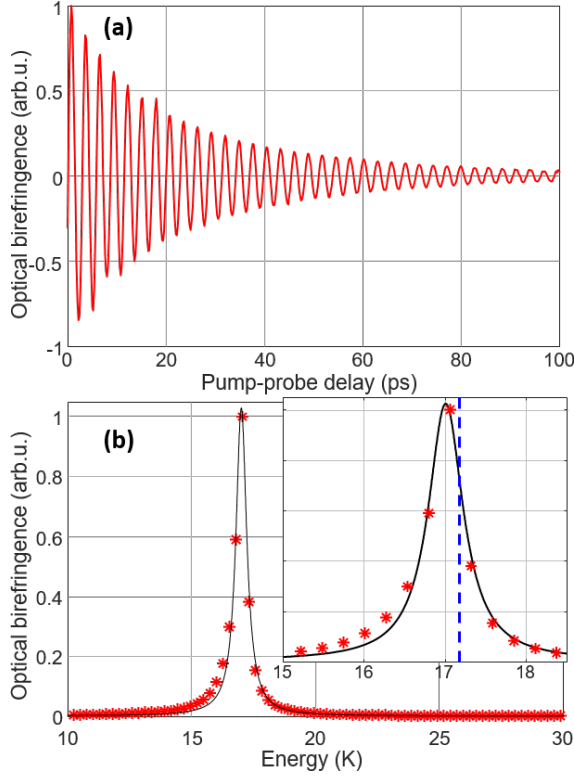 (a)
Optical birefringence (arb.u.)
1
0.5
0
-0.5
-1
0 20 40 60 80 100
Pump-probe delay (ps)
(b)
Optical birefringence (arb.u.)
1
0.8
0.6
0.4
0.2
0
15 16 17 18
10 15 20 25 30
Energy (K)